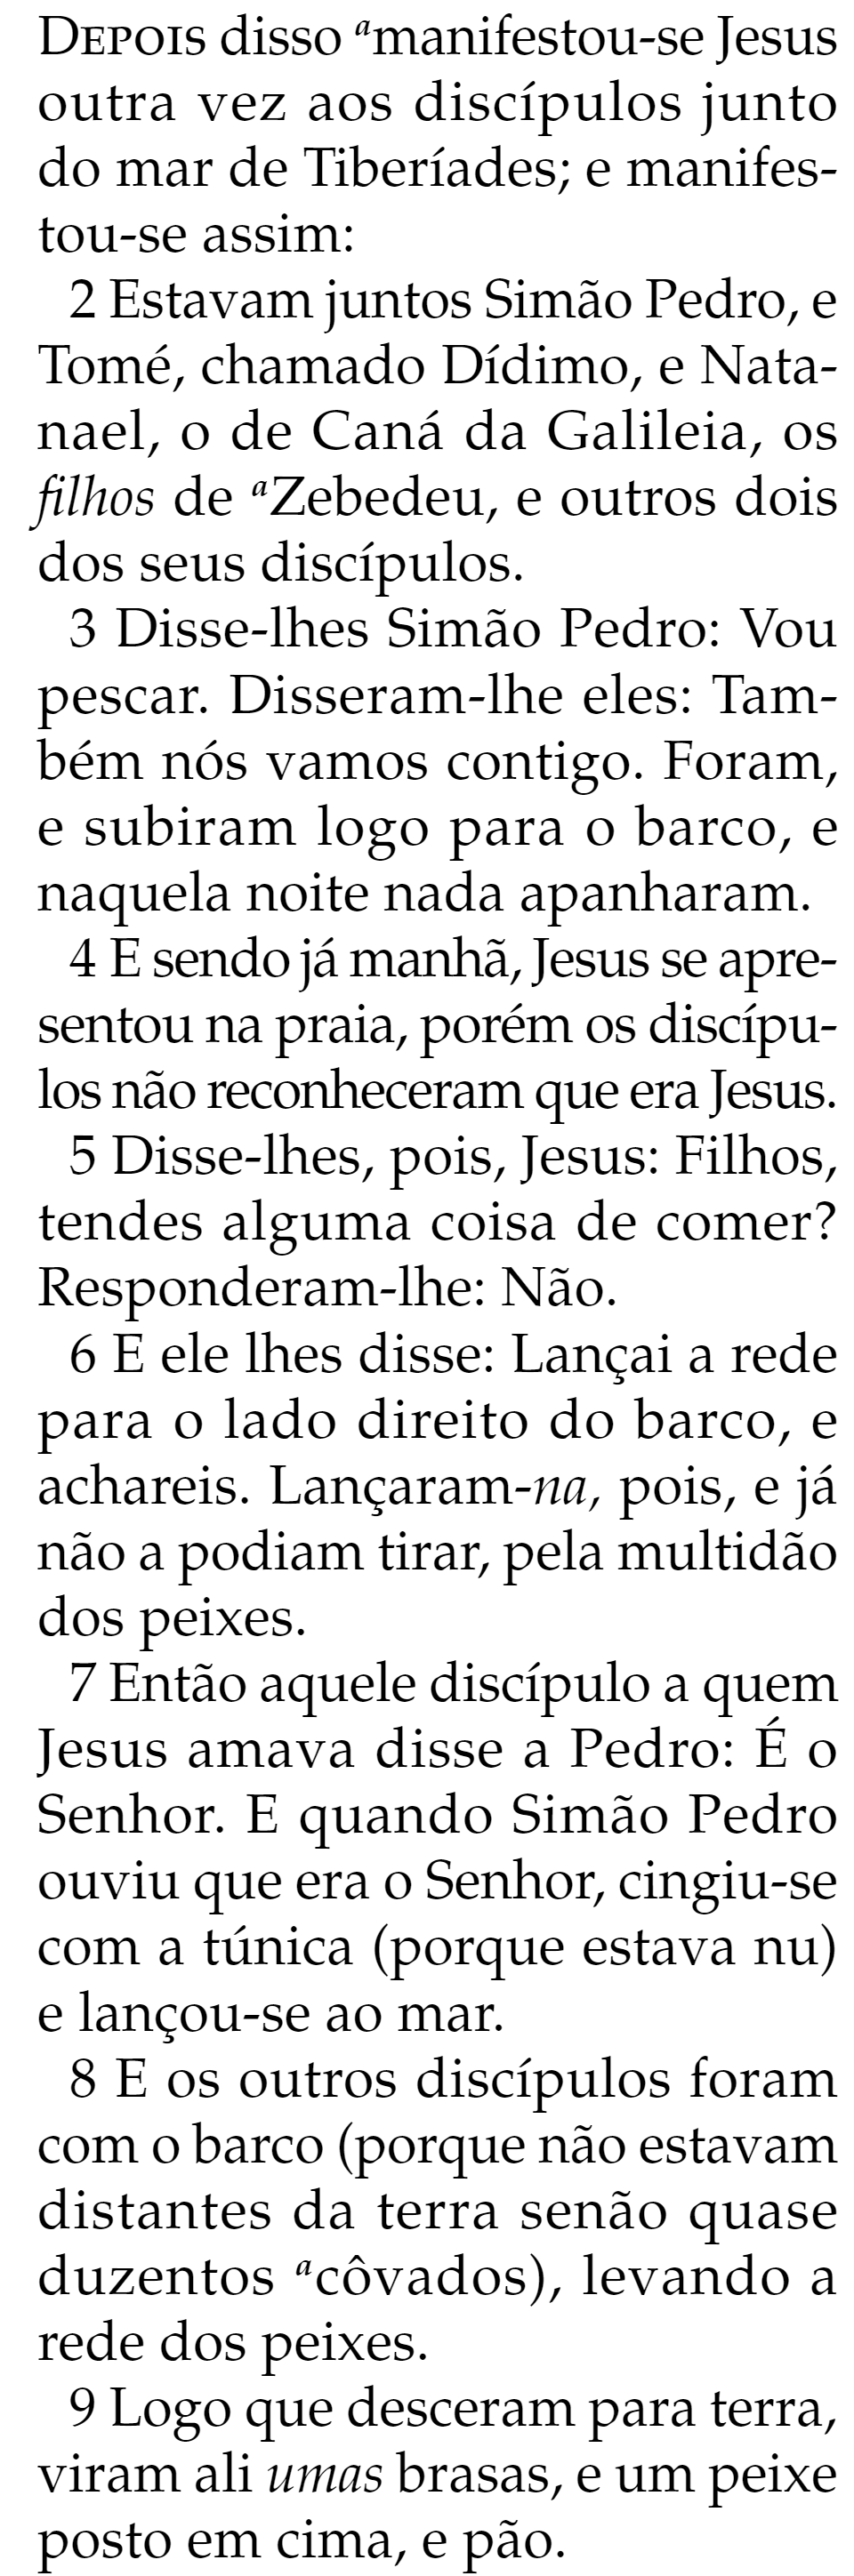 DEPOIS disso ᵃmanifestou-se Jesus
outra vez aos discípulos junto
do mar de Tiberíades; e manifes-
tou-se assim:
2 Estavam juntos Simão Pedro, e
Tomé, chamado Dídimo, e Nata-
nael, o de Caná da Galileia, os
filhos de ᵃZebedeu, e outros dois
dos seus discípulos.
3 Disse-lhes Simão Pedro: Vou
pescar. Disseram-lhe eles: Tam-
bém nós vamos contigo. Foram,
e subiram logo para o barco, e
naquela noite nada apanharam.
4 E sendo já manhã, Jesus se apre-
sentou na praia, porém os discípu-
los não reconheceram que era Jesus.
5 Disse-lhes, pois, Jesus: Filhos,
tendes alguma coisa de comer?
Responderam-lhe: Não.
6 E ele lhes disse: Lançai a rede
para o lado direito do barco, e
achareis. Lançaram-na, pois, e já
não a podiam tirar, pela multidão
dos peixes.
7 Então aquele discípulo a quem
Jesus amava disse a Pedro: É o
Senhor. E quando Simão Pedro
ouviu que era o Senhor, cingiu-se
com a túnica (porque estava nu)
e lançou-se ao mar.
8 E os outros discípulos foram
com o barco (porque não estavam
distantes da terra senão quase
duzentos ᵃcôvados), levando a
rede dos peixes.
9 Logo que desceram para terra,
viram ali umas brasas, e um peixe
posto em cima, e pão.